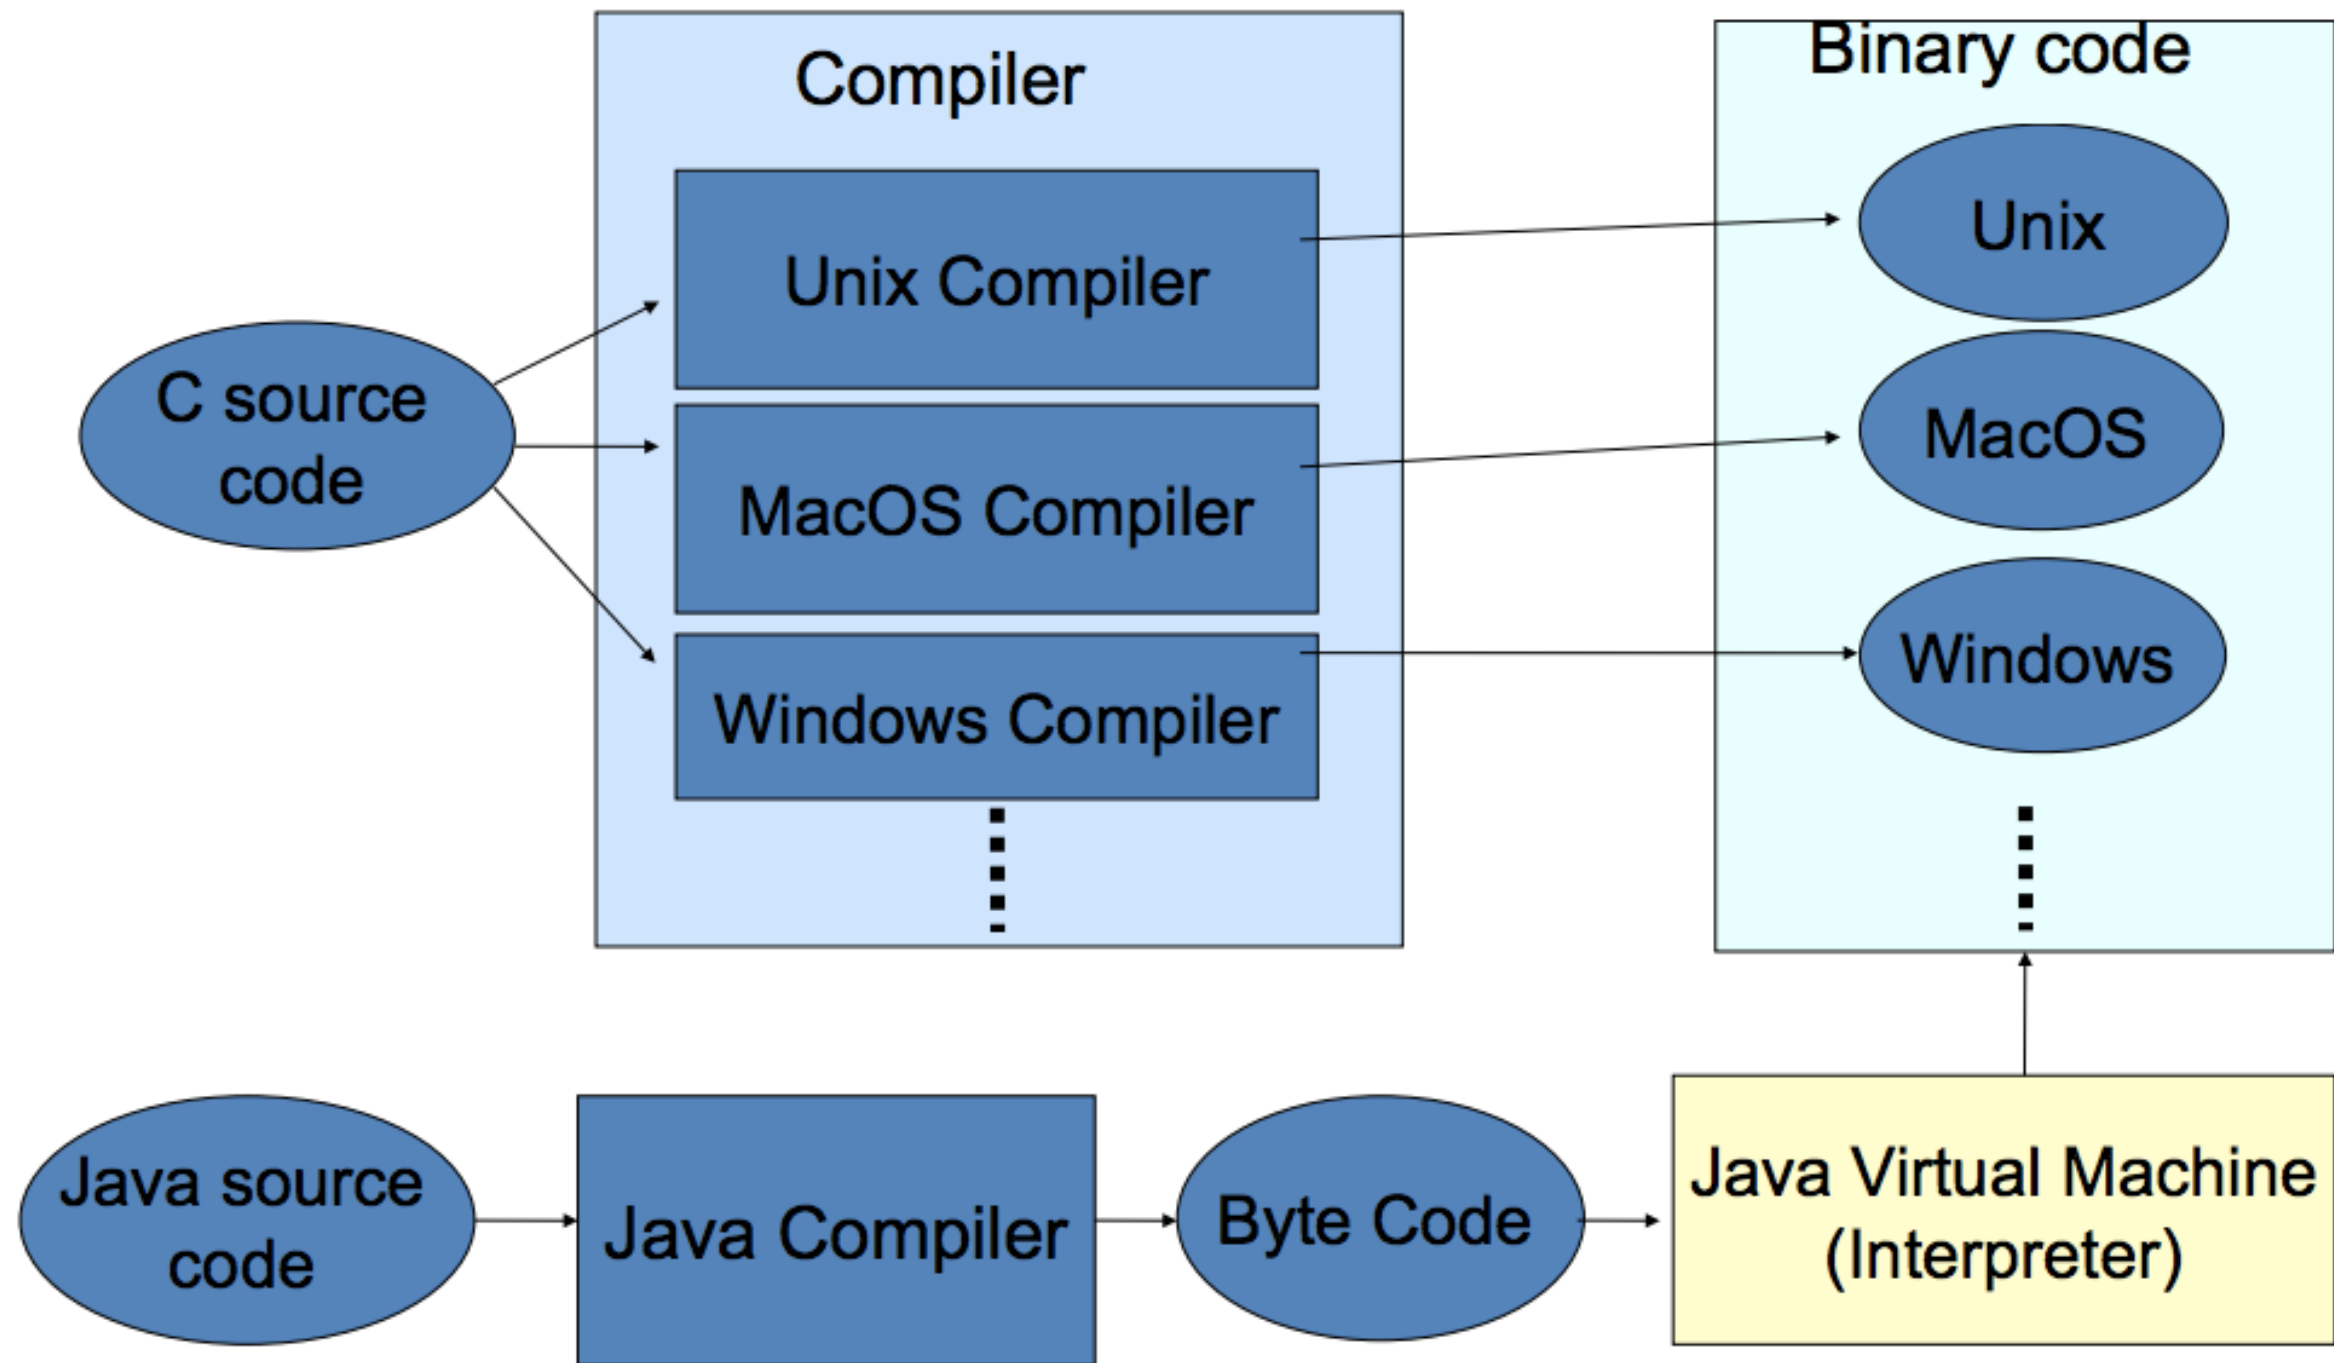 Compiler
Binary code
Unix Compiler
Unix
C source
code
MacOS Compiler
MacOS
Windows Compiler
Windows
Java source
code
Java Compiler
Byte Code
Java Virtual Machine
(Interpreter)